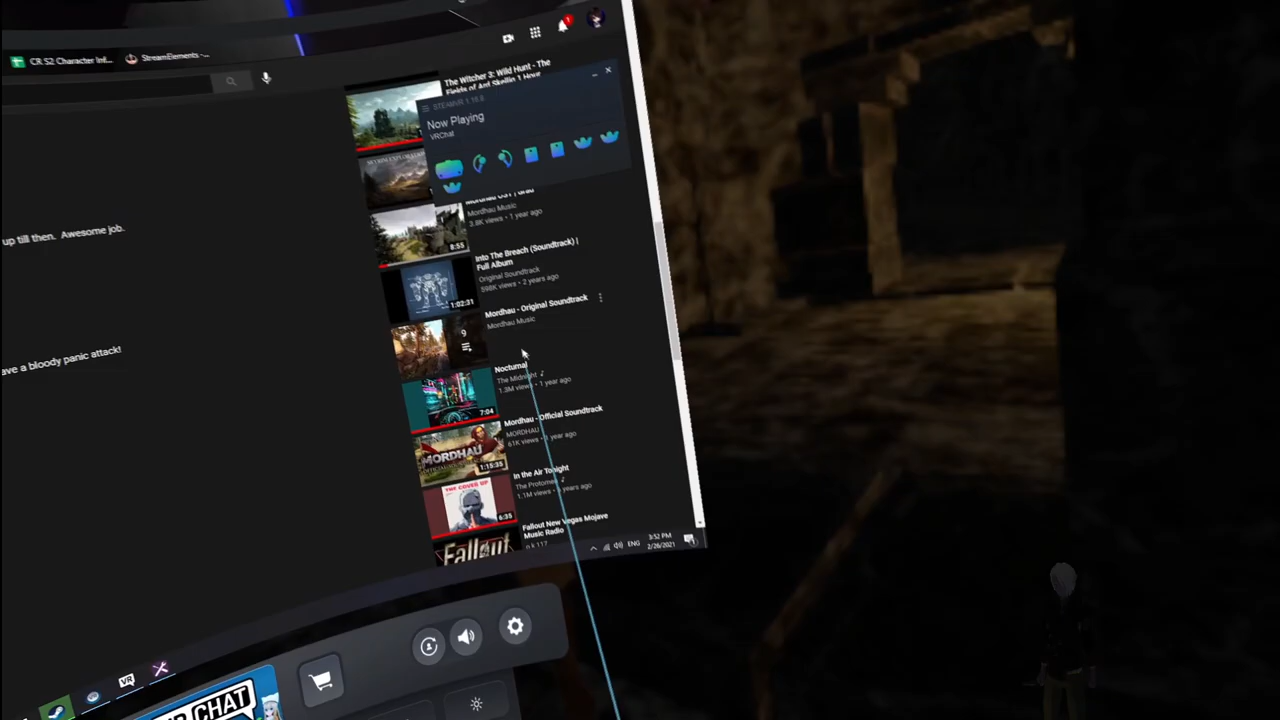 CR S2 Character Inf...
StreamElements -...
1
The Witcher 3: Wild Hunt - The
Fields of Ard Skellig 1 Hour
STEAMVR 1.16.8
Now Playing
VRChat
Mordhau Music
3.8K views • 1 year ago
8:55
Into The Breach (Soundtrack) |
Full Album
Original Soundtrack
598K views • 2 years ago
1:02:31
Mordhau - Original Soundtrack
Mordhau Music
9
Nocturnal
The Midnight
1.3M views • 1 year ago
7:04
Mordhau - Official Soundtrack
MORDHAU
61K views • 1 year ago
MORDHAU
1:15:35
In the Air Tonight
The Protomen
1.1M views • years ago
THE COVER UP
6:35
Fallout New Vegas Mojave
Music Radio
Fallout
up till then. Awesome job.
ave a bloody panic attack!
ENG
3:52 PM
2/26/2021
VR
CHAT